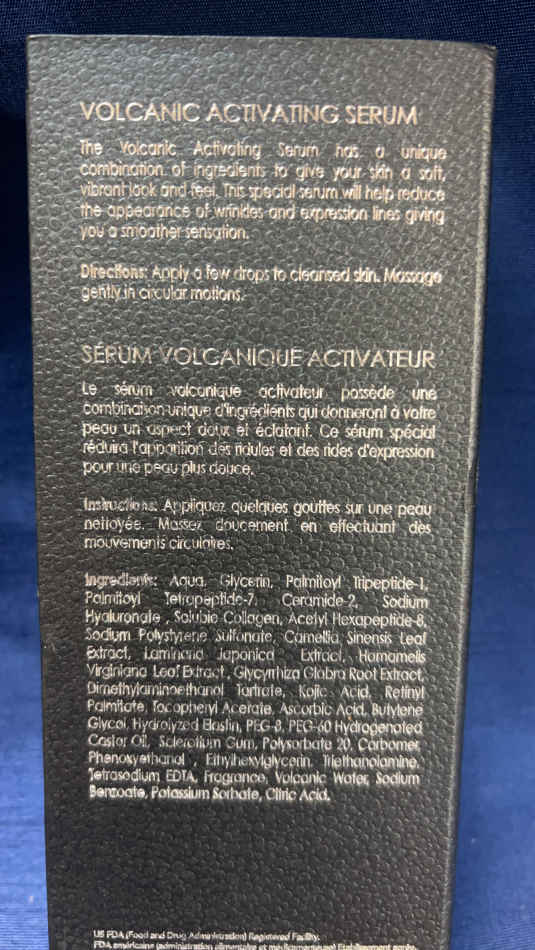 VOLCANIC ACTIVATING SERUM
The Volcanic Activating Serum has a unique
combination of ingredients to give your skin a soft,
vibrant look and feel. This special serum will help reduce
the appearance of wrinkles and expression lines giving
you a smoother sensation.
Directions: Apply a few drops to cleansed skin. Massage
gently in circular motions.
SÉRUM VOLCANIQUE ACTIVATEUR
Le sérum volcanique activateur possède une
combinaison unique d'ingrédients qui donneront à votre
peau un aspect doux et éclatant. Ce sérum spécial
réduira l'apparition des ridules et des rides d'expression
pour une peau plus douce.
Instructions: Appliquez quelques gouttes sur une peau
nettoyée. Massez doucement en effectuant des
mouvements circulaires.
Ingredients: Aqua, Glycerin, Palmitoyl Tripeptide-1,
Palmitoyl Tetrapeptide-7, Ceramide-2, Sodium
Hyaluronate , Soluble Collagen, Acetyl Hexapeptide-8,
Sodium Polystyrene Sulfonate, Camellia Sinensis Leaf
Extract, Laminaria Japonica Extract, Hamamelis
Virginiana Leaf Extract, Glycyrrhiza Glabra Root Extract,
Dimethylaminoethanol Tartrate, Kojic Acid, Retinyl
Palmitate, Tocopheryl Acetate, Ascorbic Acid, Butylene
Glycol, Hydrolyzed Elastin, PEG-8, PEG-60 Hydrogenated
Castor Oil, Sclerotium Gum, Polysorbate 20, Carbomer,
Phenoxyethanol , Ethylhexylglycerin, Triethanolamine,
Tetrasodium EDTA, Fragrance, Volcanic Water, Sodium
Benzoate, Potassium Sorbate, Citric Acid.
US FDA (Food and Drug Administration) Registered Facility.
FDA américaine (administration alimentaire et médicamenteuse) Etablissement